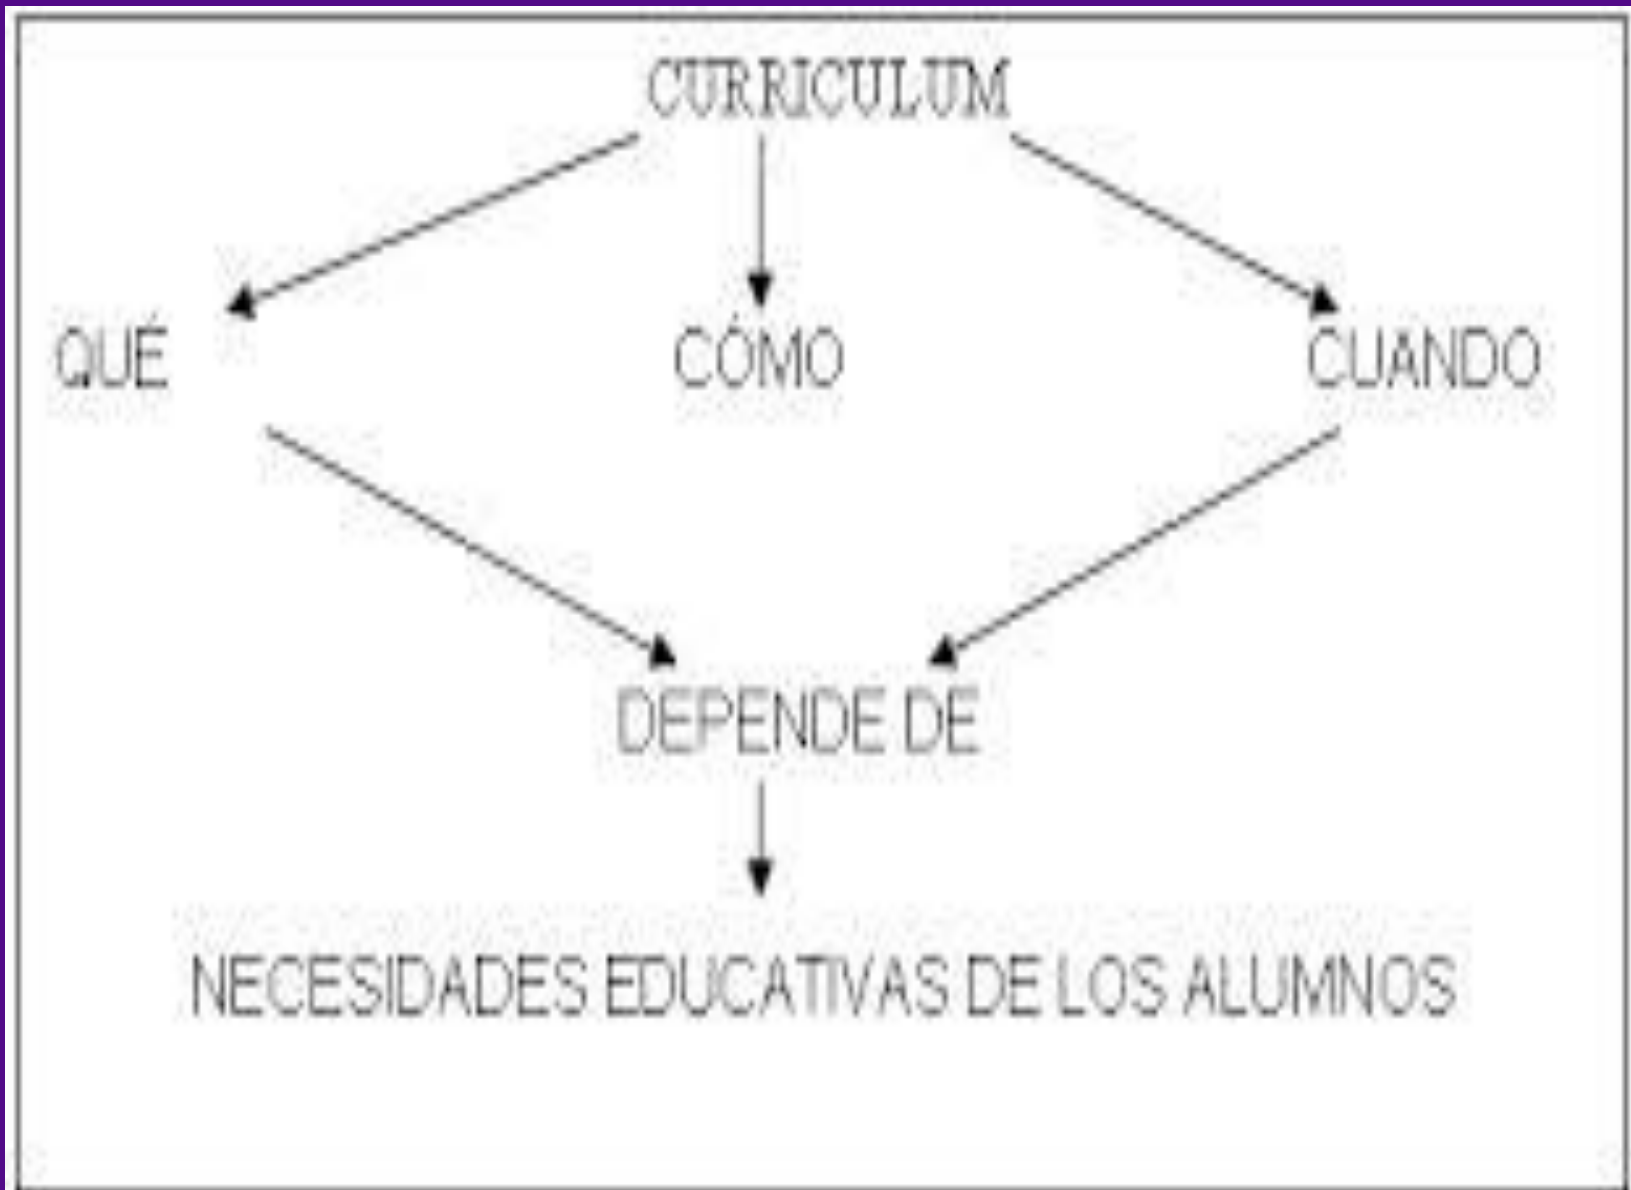 CURRICULUM
QUÉ CÓMO CUANDO
DEPENDE DE
NECESIDADES EDUCATIVAS DE LOS ALUMNOS